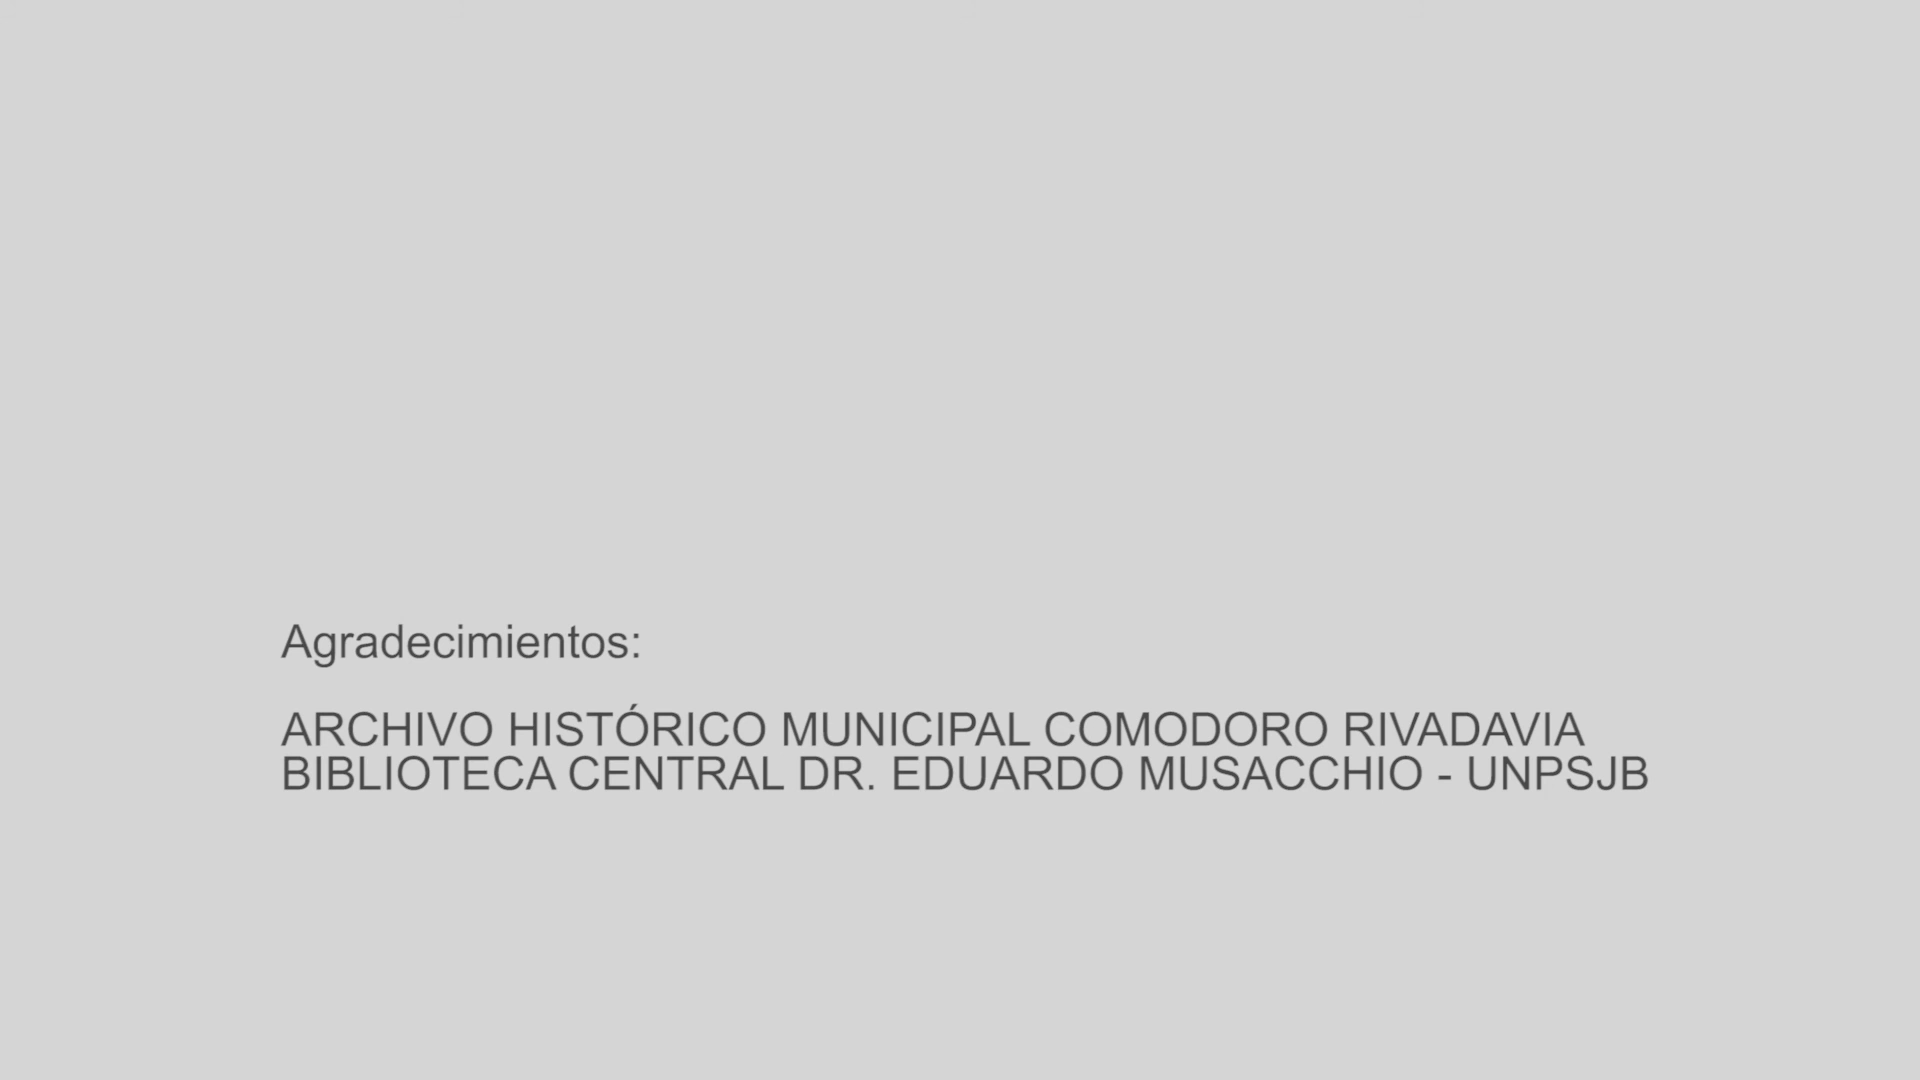 Agradecimientos:
ARCHIVO HISTÓRICO MUNICIPAL COMODORO RIVADAVIA
BIBLIOTECA CENTRAL DR. EDUARDO MUSACCHIO - UNPSJB